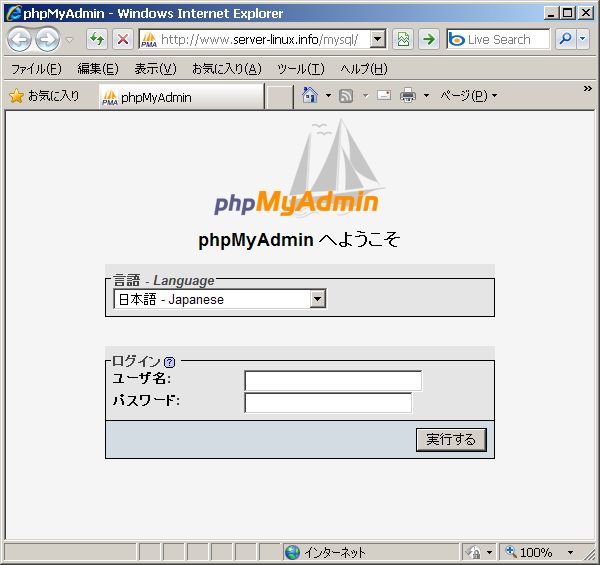 phpMyAdmin - Windows Internet Explorer
http://www.server-linux.info/mysql/
Live Search
ファイル(F) 編集(E) 表示(V) お気に入り(A) ツール(T) ヘルプ(H)
お気に入り
PMA phpMyAdmin
ページ(P)
phpMyAdmin
phpMyAdmin へようこそ
言語 - Language
日本語 - Japanese
ログイン
ユーザ名:
パスワード:
実行する
インターネット
100%